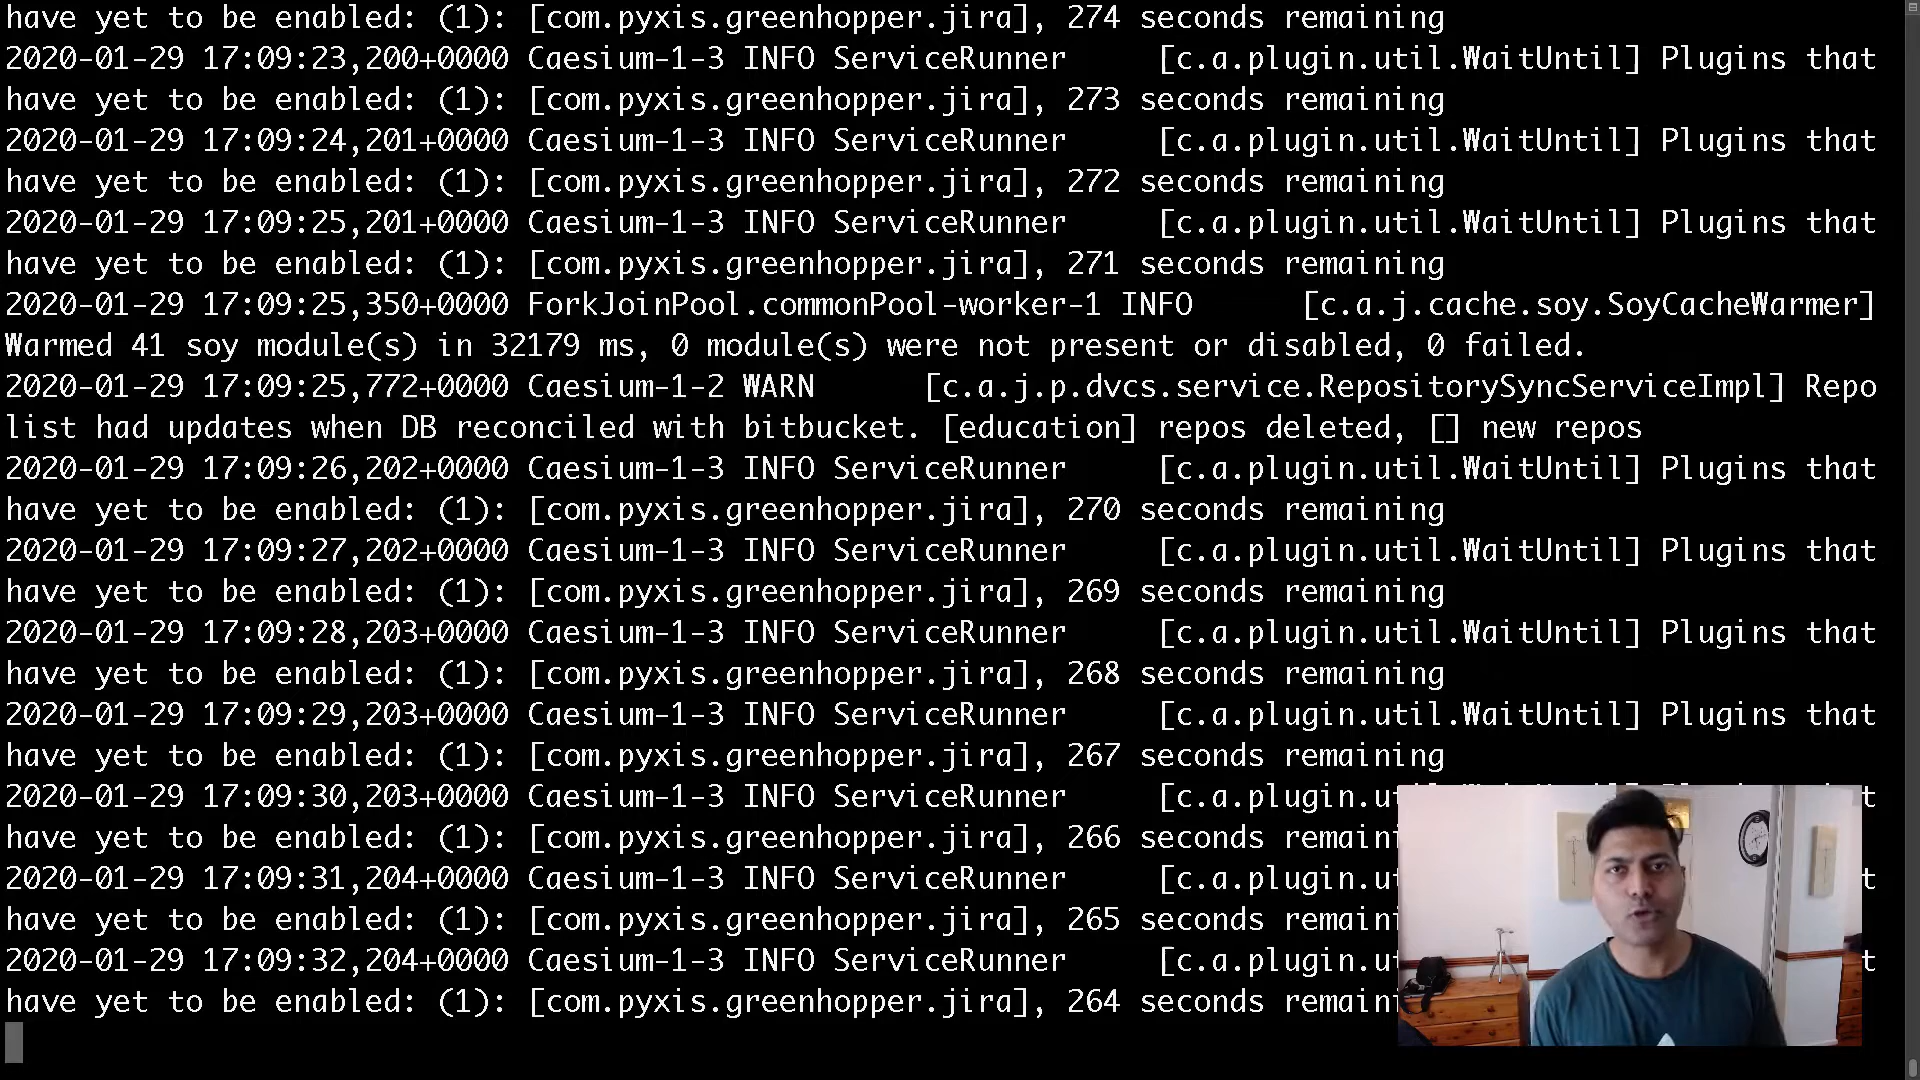 have yet to be enabled: (1): [com.pyxis.greenhopper.jira], 274 seconds remaining
2020-01-29 17:09:23,200+0000 Caesium-1-3 INFO ServiceRunner [c.a.plugin.util.WaitUntil] Plugins that
have yet to be enabled: (1): [com.pyxis.greenhopper.jira], 273 seconds remaining
2020-01-29 17:09:24,201+0000 Caesium-1-3 INFO ServiceRunner [c.a.plugin.util.WaitUntil] Plugins that
have yet to be enabled: (1): [com.pyxis.greenhopper.jira], 272 seconds remaining
2020-01-29 17:09:25,201+0000 Caesium-1-3 INFO ServiceRunner [c.a.plugin.util.WaitUntil] Plugins that
have yet to be enabled: (1): [com.pyxis.greenhopper.jira], 271 seconds remaining
2020-01-29 17:09:25,350+0000 ForkJoinPool.commonPool-worker-1 INFO [c.a.j.cache.soy.SoyCacheWarmer]
Warmed 41 soy module(s) in 32179 ms, 0 module(s) were not present or disabled, 0 failed.
2020-01-29 17:09:25,772+0000 Caesium-1-2 WARN [c.a.j.p.dvcs.service.RepositorySyncServiceImpl] Repo
list had updates when DB reconciled with bitbucket. [education] repos deleted, [] new repos
2020-01-29 17:09:26,202+0000 Caesium-1-3 INFO ServiceRunner [c.a.plugin.util.WaitUntil] Plugins that
have yet to be enabled: (1): [com.pyxis.greenhopper.jira], 270 seconds remaining
2020-01-29 17:09:27,202+0000 Caesium-1-3 INFO ServiceRunner [c.a.plugin.util.WaitUntil] Plugins that
have yet to be enabled: (1): [com.pyxis.greenhopper.jira], 269 seconds remaining
2020-01-29 17:09:28,203+0000 Caesium-1-3 INFO ServiceRunner [c.a.plugin.util.WaitUntil] Plugins that
have yet to be enabled: (1): [com.pyxis.greenhopper.jira], 268 seconds remaining
2020-01-29 17:09:29,203+0000 Caesium-1-3 INFO ServiceRunner [c.a.plugin.util.WaitUntil] Plugins that
have yet to be enabled: (1): [com.pyxis.greenhopper.jira], 267 seconds remaining
2020-01-29 17:09:30,203+0000 Caesium-1-3 INFO ServiceRunner [c.a.plugin.ut
have yet to be enabled: (1): [com.pyxis.greenhopper.jira], 266 seconds remain
2020-01-29 17:09:31,204+0000 Caesium-1-3 INFO ServiceRunner [c.a.plugin.ut
have yet to be enabled: (1): [com.pyxis.greenhopper.jira], 265 seconds remain
2020-01-29 17:09:32,204+0000 Caesium-1-3 INFO ServiceRunner [c.a.plugin.ut
have yet to be enabled: (1): [com.pyxis.greenhopper.jira], 264 seconds remain